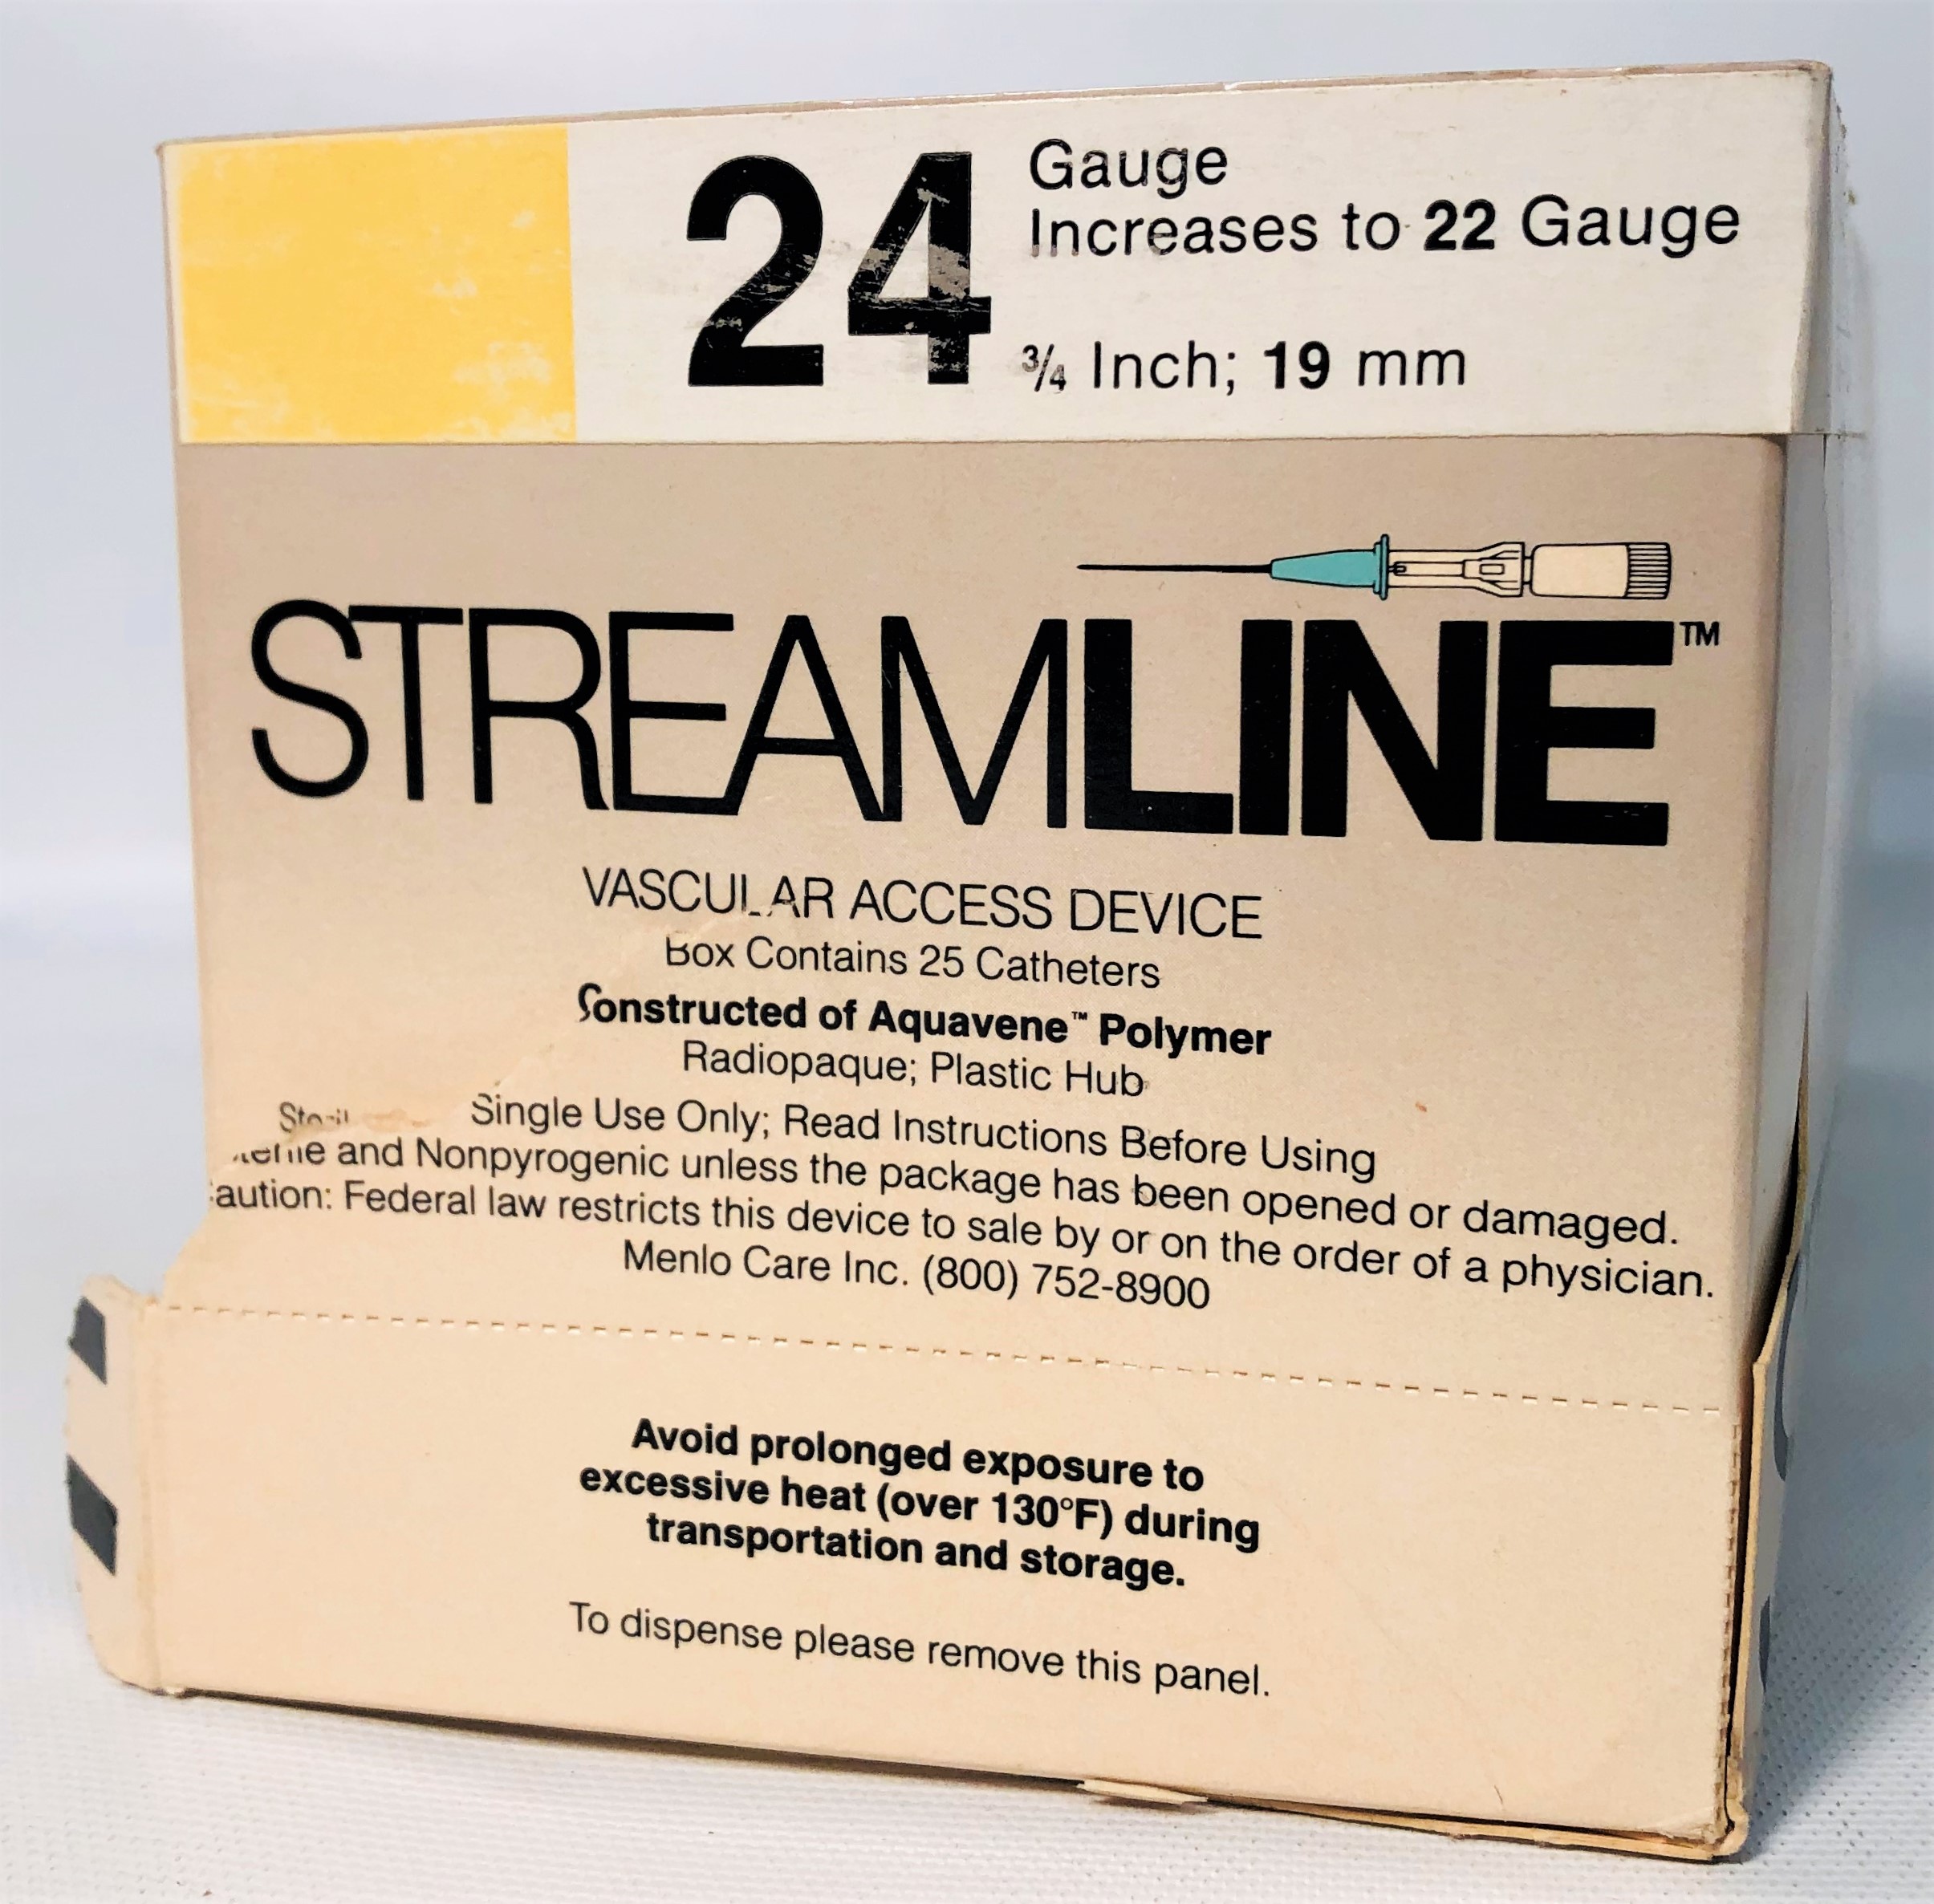 24 Gauge
Increases to 22 Gauge
¾ Inch; 19 mm
STREAMLINE™
VASCULAR ACCESS DEVICE
Box Contains 25 Catheters
Constructed of Aquavene™ Polymer
Radiopaque; Plastic Hub
Single Use Only; Read Instructions Before Using
and Nonpyrogenic unless the package has been opened or damaged.
aution: Federal law restricts this device to sale by or on the order of a physician.
Menlo Care Inc. (800) 752-8900
Avoid prolonged exposure to
excessive heat (over 130°F) during
transportation and storage.
To dispense please remove this panel.